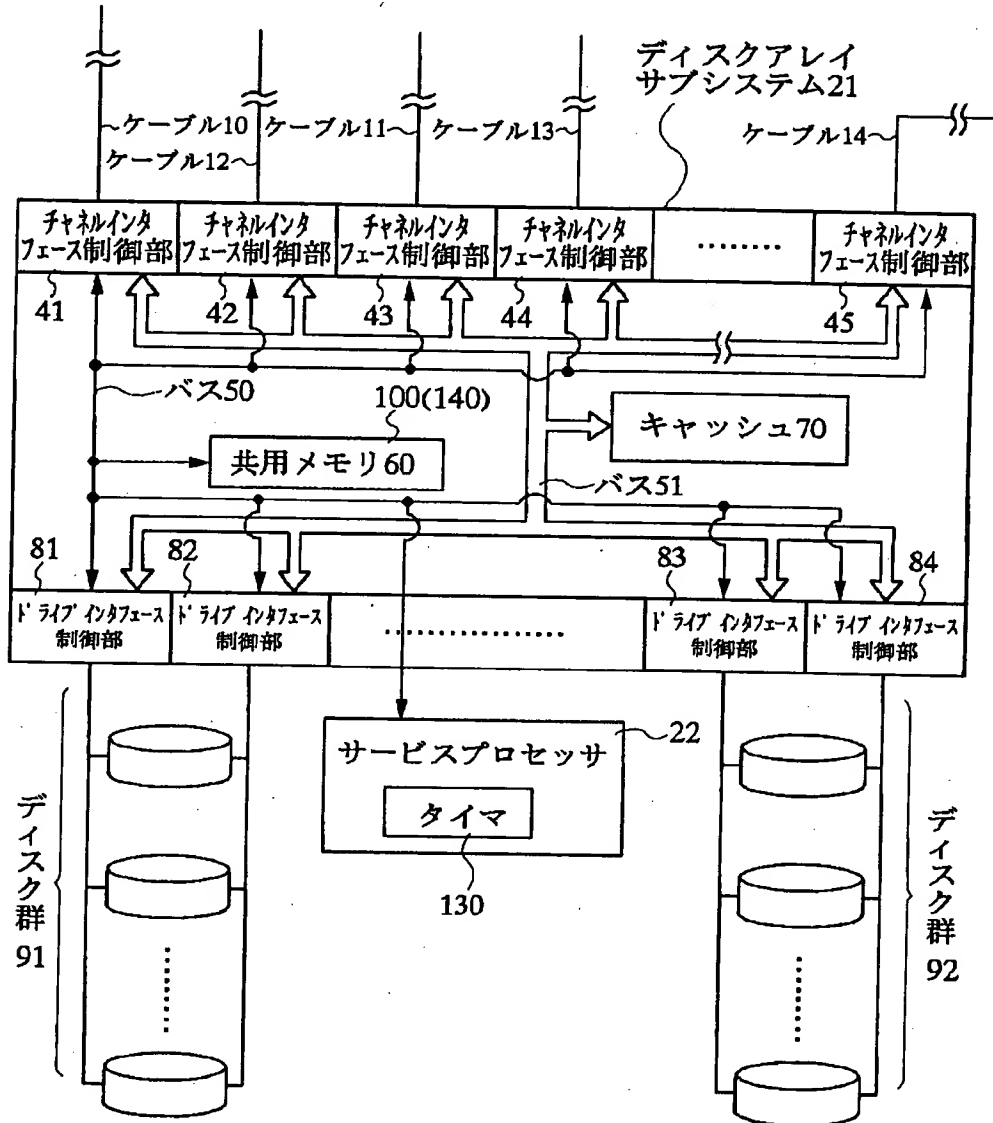 ディスクアレイ
サブシステム21
ケーブル10
ケーブル11
ケーブル13
ケーブル14
ケーブル12
チャネルインタ
フェース制御部
チャネルインタ
フェース制御部
チャネルインタ
フェース制御部
チャネルインタ
フェース制御部
………
チャネルインタ
フェース制御部
41
42
43
44
45
バス50
100(140)
共用メモリ60
キャッシュ70
バス51
81
82
83
84
ドライブインタフェース
制御部
ドライブインタフェース
制御部
………………
ドライブインタフェース
制御部
ドライブインタフェース
制御部
サービスプロセッサ
22
タイマ
130
ディスク群
91
ディスク群
92